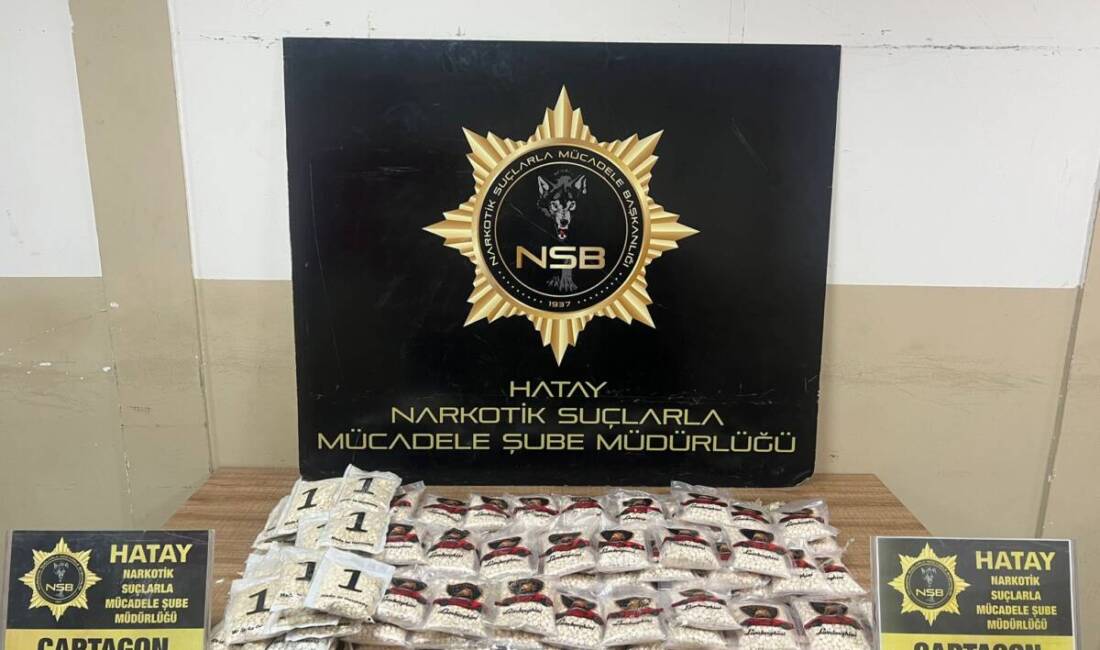 NARKOTİK SUÇLARLA MÜCADELE BAŞKANLIĞI
NSB
1937
HATAY
NARKOTİK SUÇLARLA
MÜCADELE ŞUBE MÜDÜRLÜĞÜ
1
1
1
1
1
HATAY
NARKOTİK
SUÇLARLA
MÜCADELE ŞUBE
MÜDÜRLÜĞÜ
NSB
CAPTAGON
HATAY
NARKOTİK
SUÇLARLA
MÜCADELE ŞUBE
MÜDÜRLÜĞÜ
NSB
CAPTAGON